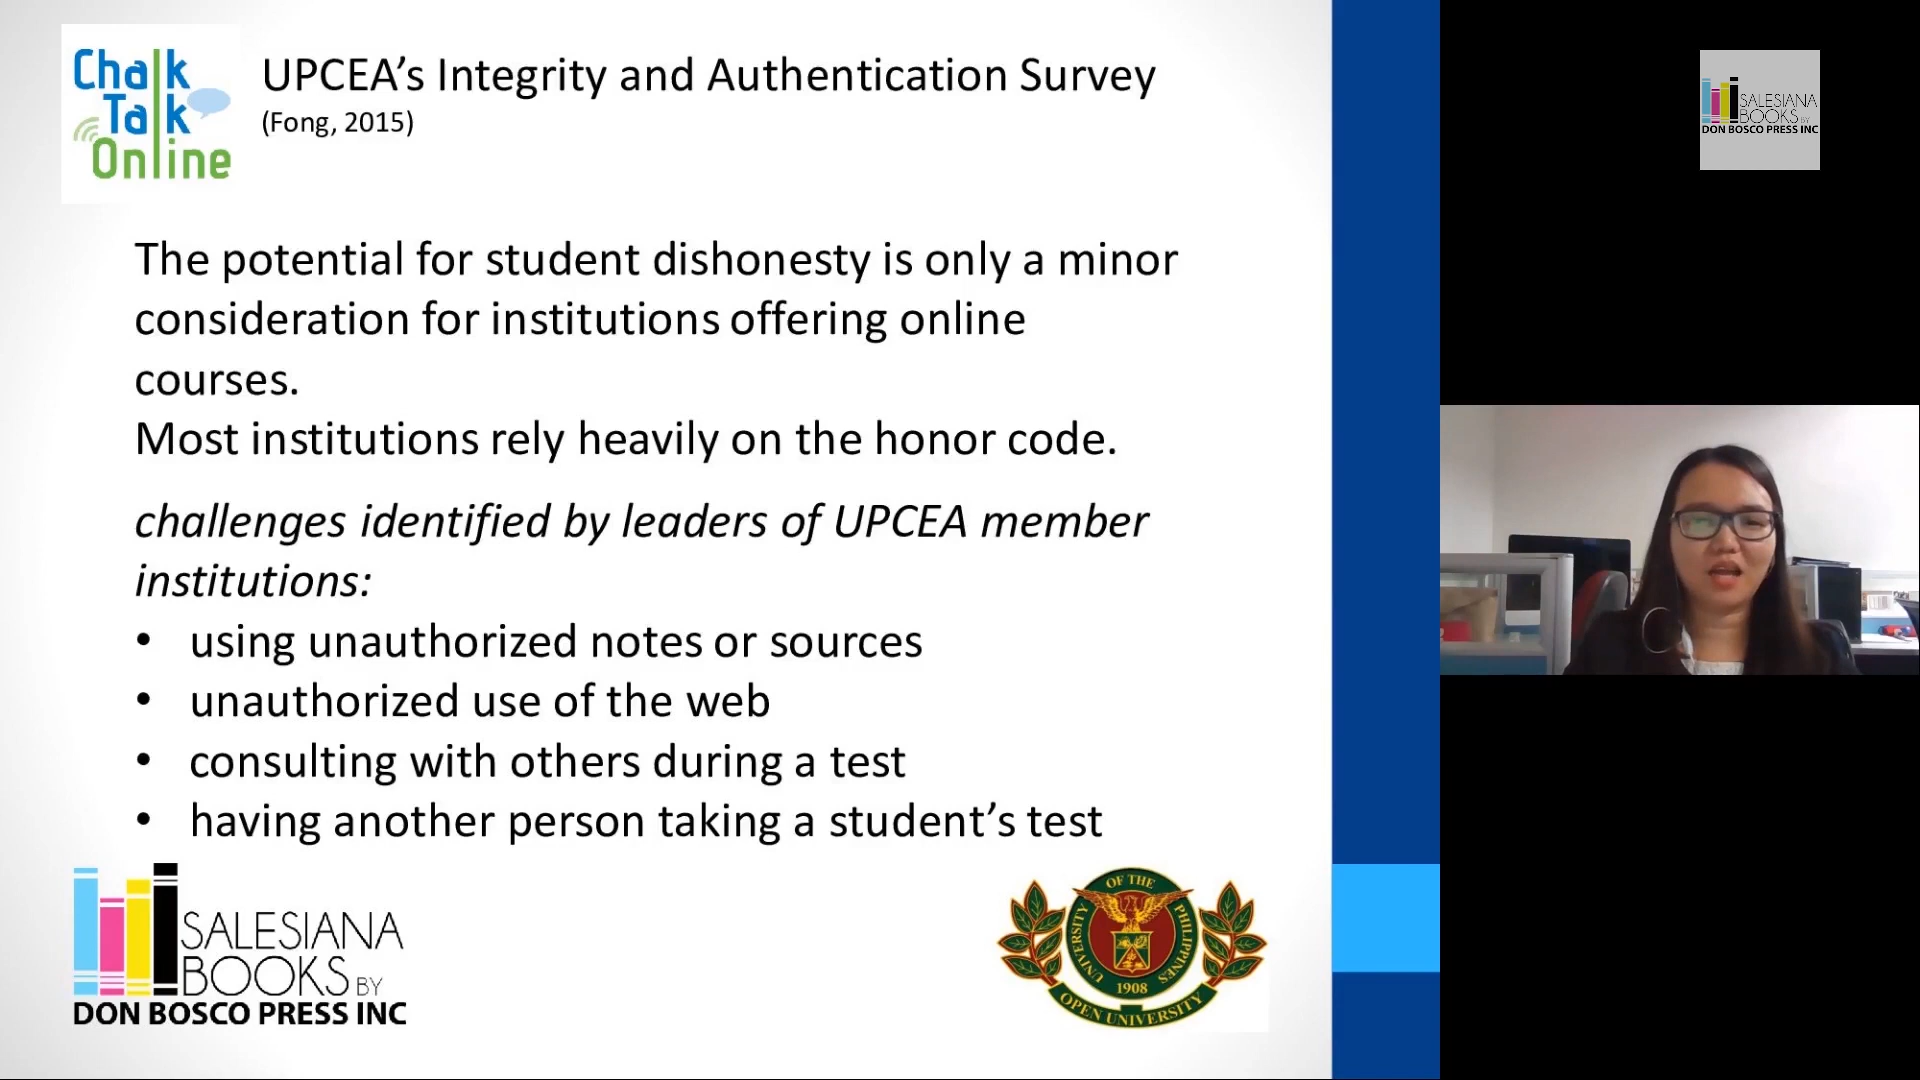 Chalk
Talk
Online
UPCEA’s Integrity and Authentication Survey
(Fong, 2015)
The potential for student dishonesty is only a minor
consideration for institutions offering online
courses.
Most institutions rely heavily on the honor code.
challenges identified by leaders of UPCEA member
institutions:
• using unauthorized notes or sources
• unauthorized use of the web
• consulting with others during a test
• having another person taking a student’s test
SALESIANA
BOOKS BY
DON BOSCO PRESS INC
UNIVERSITY OF THE PHILIPPINES
1908
OPEN UNIVERSITY
SALESIANA
BOOKS BY
DON BOSCO PRESS INC